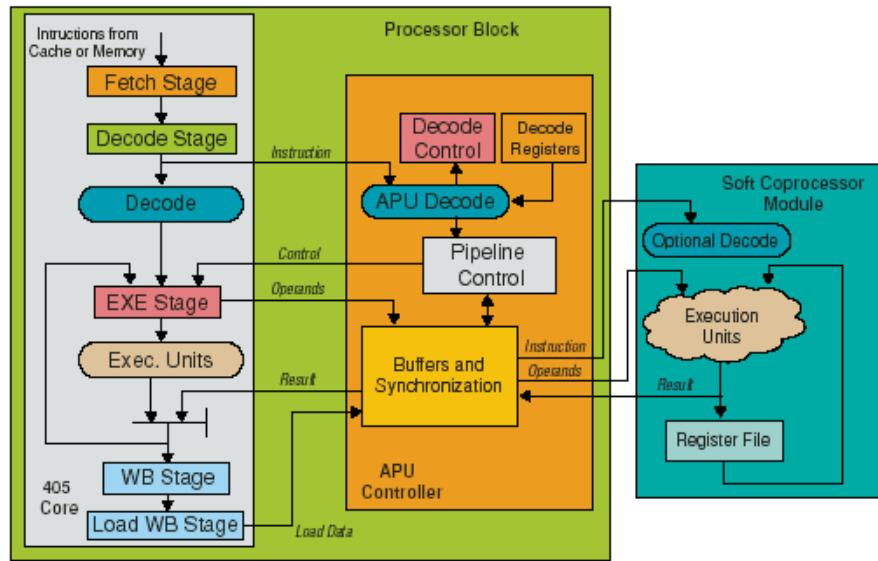 Intructions from
Cache or Memory
Processor Block
Fetch Stage
Decode Stage
Decode
Control
Decode
Registers
Instruction
Soft Coprocessor
Module
Decode
APU Decode
Optional Decode
Control
Pipeline
Control
EXE Stage
Operands
Execution
Units
Exec. Units
Buffers and
Synchronization
Instruction
Operands
Result
Result
Register File
WB Stage
APU
Controller
405
Core
Load WB Stage
Load Data